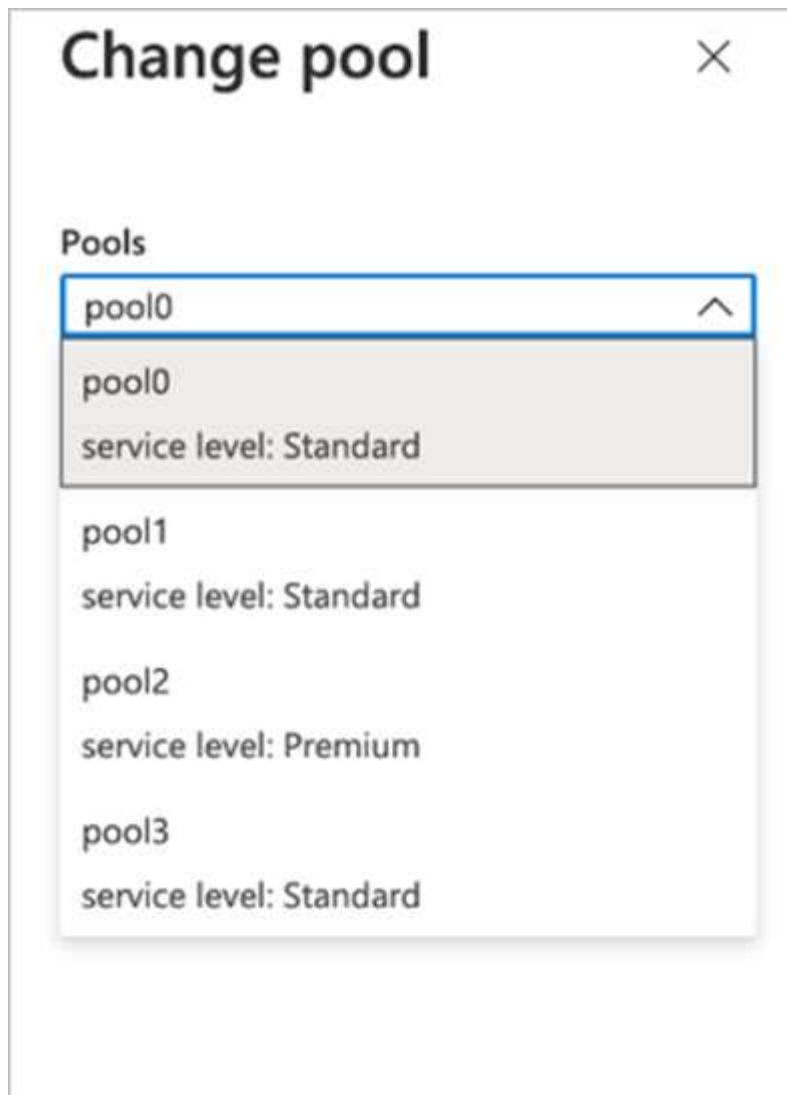 Change pool
Pools
pool0
pool0
service level: Standard
pool1
service level: Standard
pool2
service level: Premium
pool3
service level: Standard